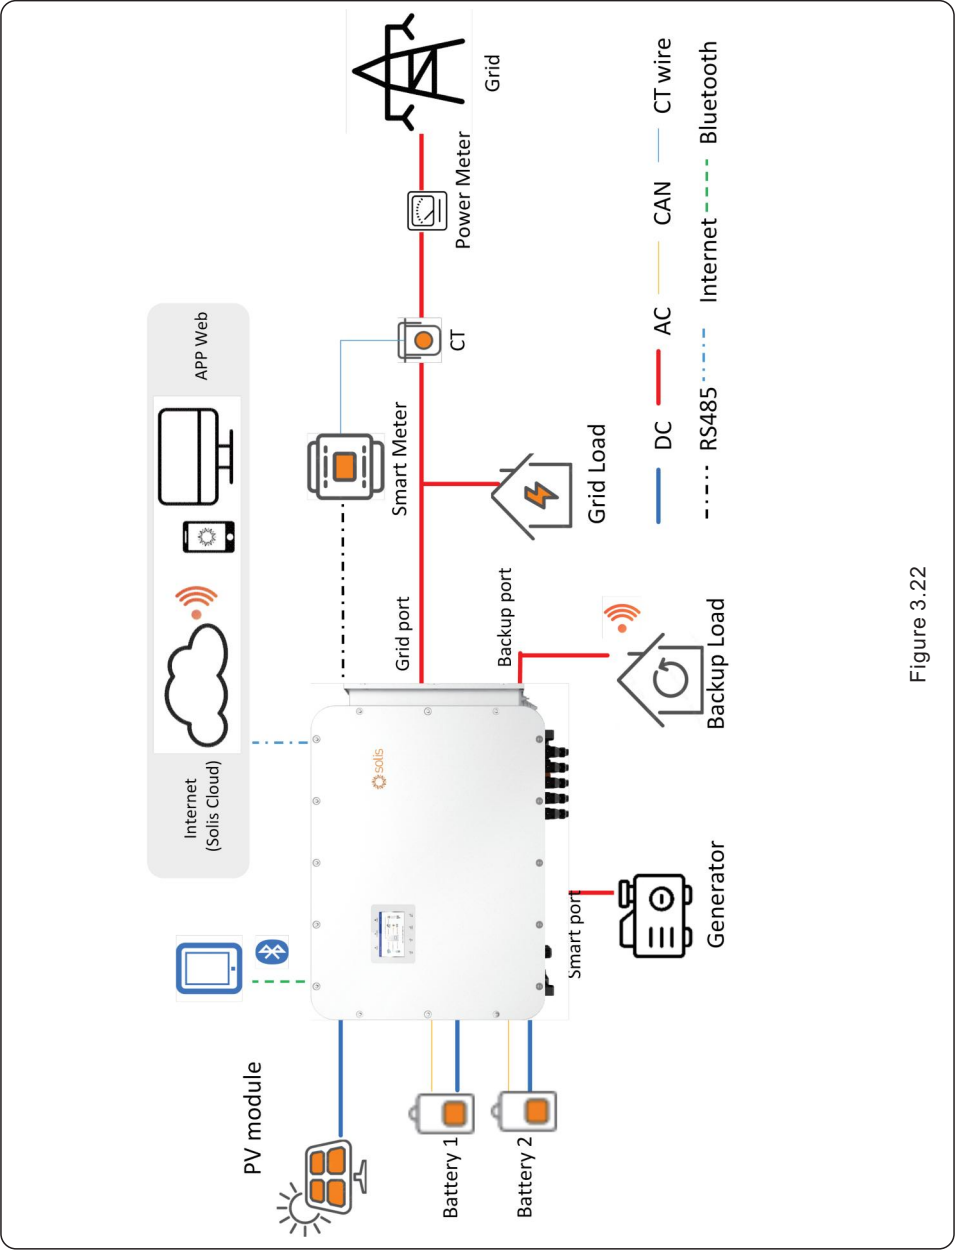 APP Web
Internet
(Solis Cloud)
PV module
Battery 1
Battery 2
solis
Smart port
Generator
Grid port
Backup port
Backup Load
Smart Meter
Grid Load
CT
Power Meter
Grid
DC AC CAN CT wire
RS485 Internet Bluetooth
Figure 3.22